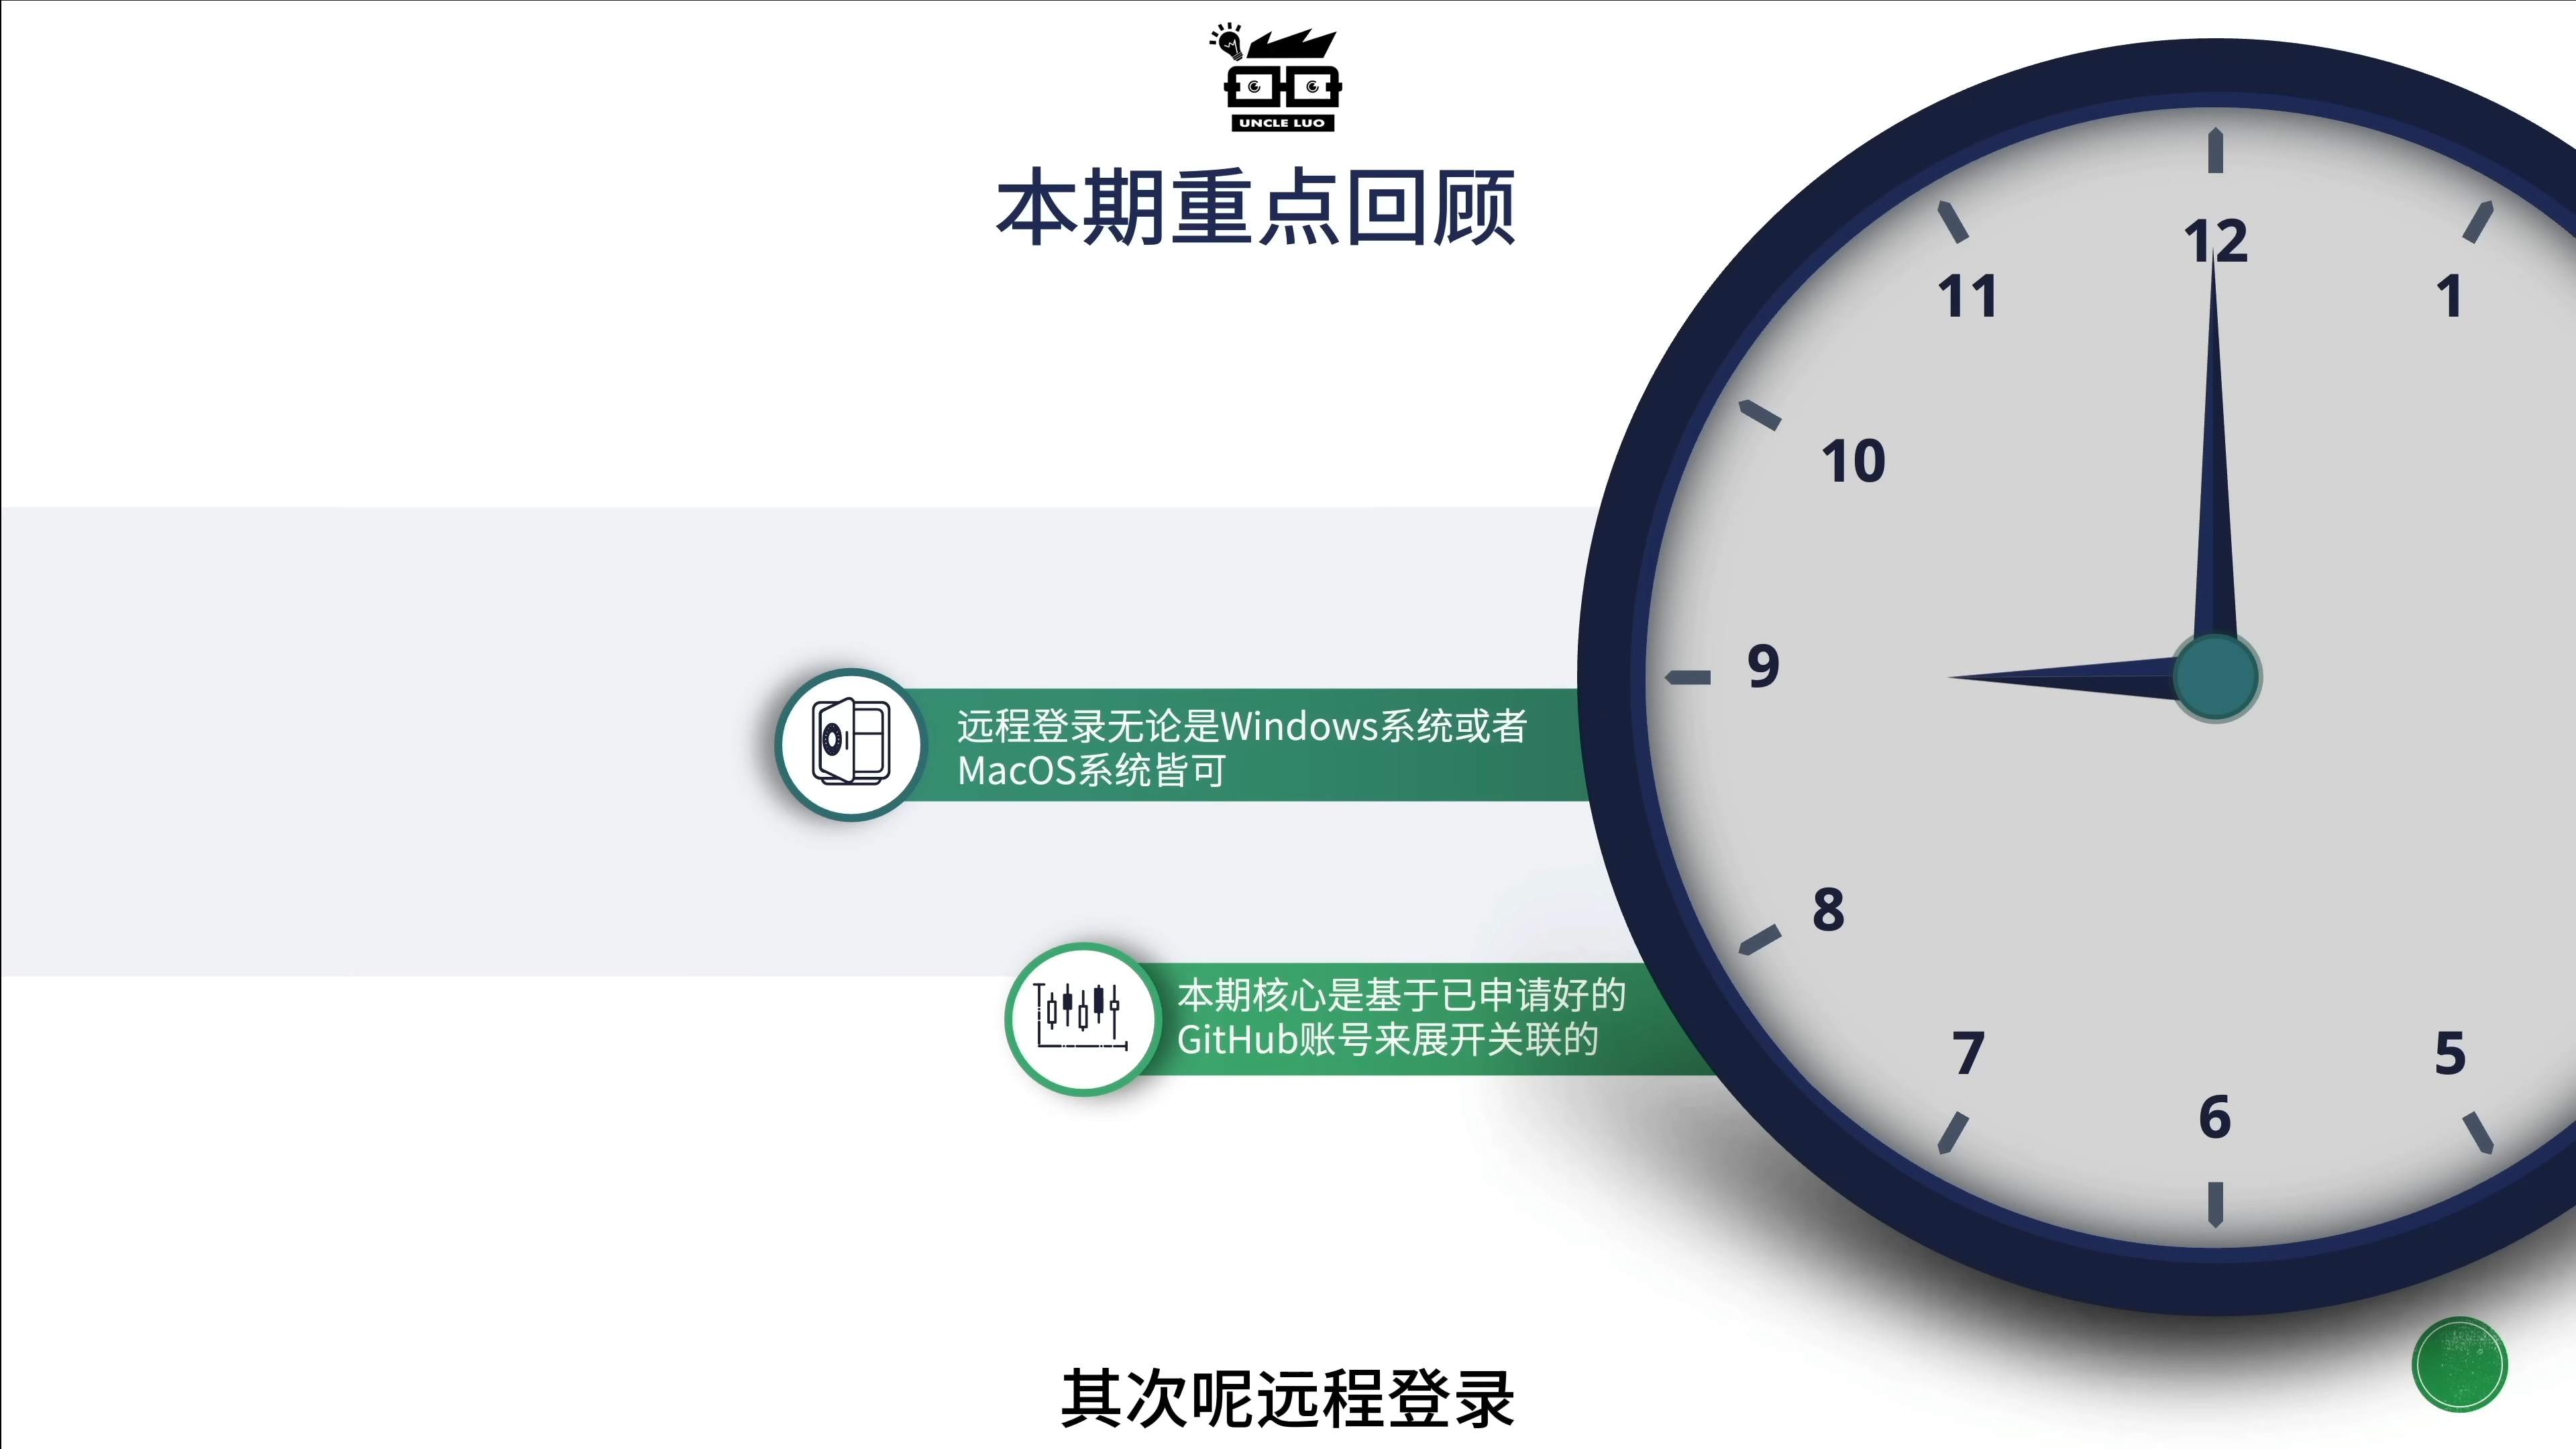 UNCLE LUO
本期重点回顾
12
11
1
10
9
远程登录无论是Windows系统或者
MacOS系统皆可
8
本期核心是基于已申请好的
GitHub账号来展开关联的
7
5
6
其次呢远程登录